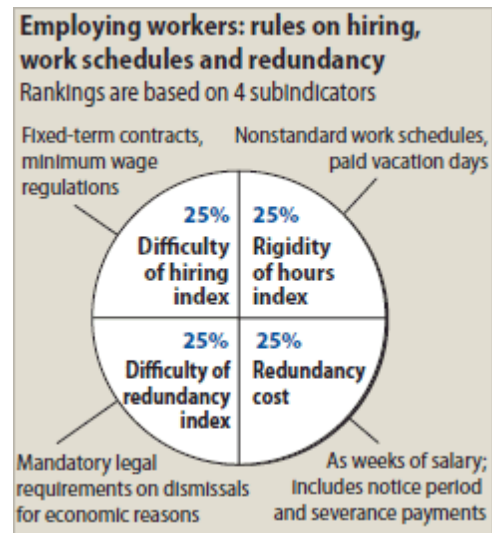 Employing workers: rules on hiring,
work schedules and redundancy
Rankings are based on 4 subindicators
Fixed-term contracts,
minimum wage
regulations
Nonstandard work schedules,
paid vacation days
25%
Difficulty
of hiring
index
25%
Rigidity
of hours
index
25%
Difficulty of
redundancy
index
25%
Redundancy
cost
Mandatory legal
requirements on dismissals
for economic reasons
As weeks of salary;
includes notice period
and severance payments